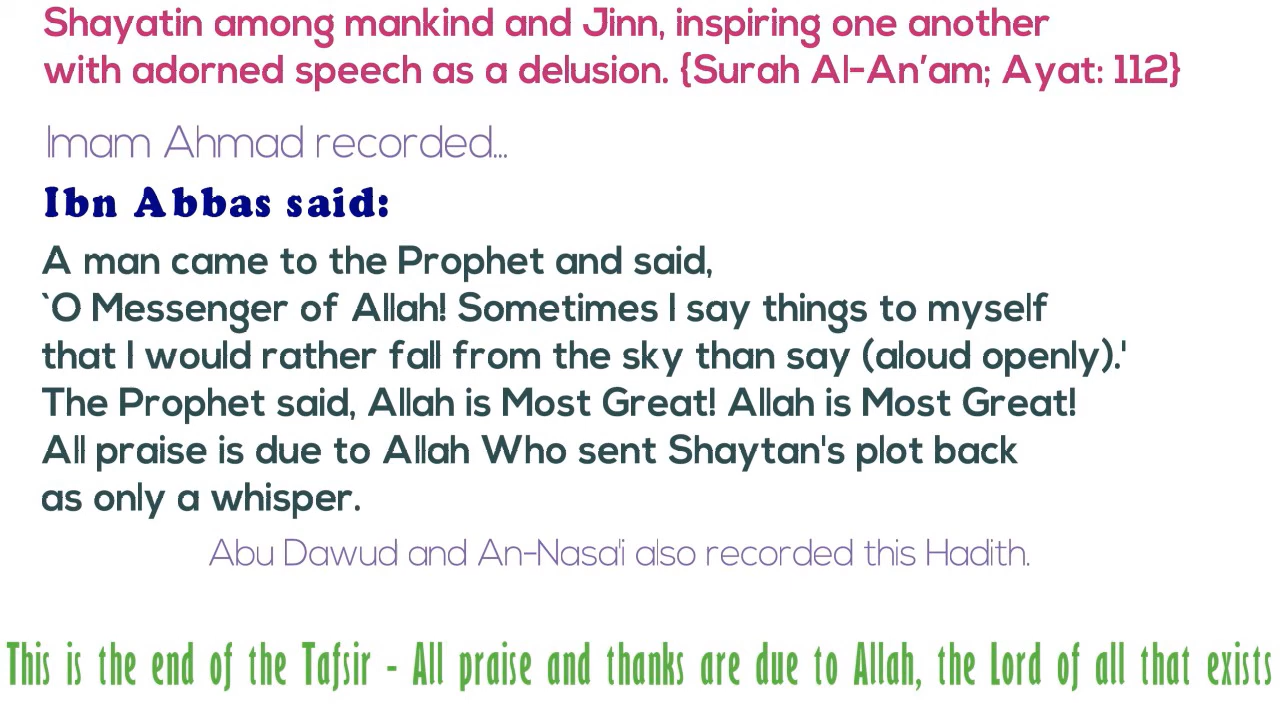 Shayatin among mankind and Jinn, inspiring one another
with adorned speech as a delusion. {Surah Al-An’am; Ayat: 112}
Imam Ahmad recorded...
Ibn Abbas said:
A man came to the Prophet and said,
`O Messenger of Allah! Sometimes I say things to myself
that I would rather fall from the sky than say (aloud openly).'
The Prophet said, Allah is Most Great! Allah is Most Great!
All praise is due to Allah Who sent Shaytan's plot back
as only a whisper.
Abu Dawud and An-Nasa'i also recorded this Hadith.
This is the end of the Tafsir - All praise and thanks are due to Allah, the Lord of all that exists